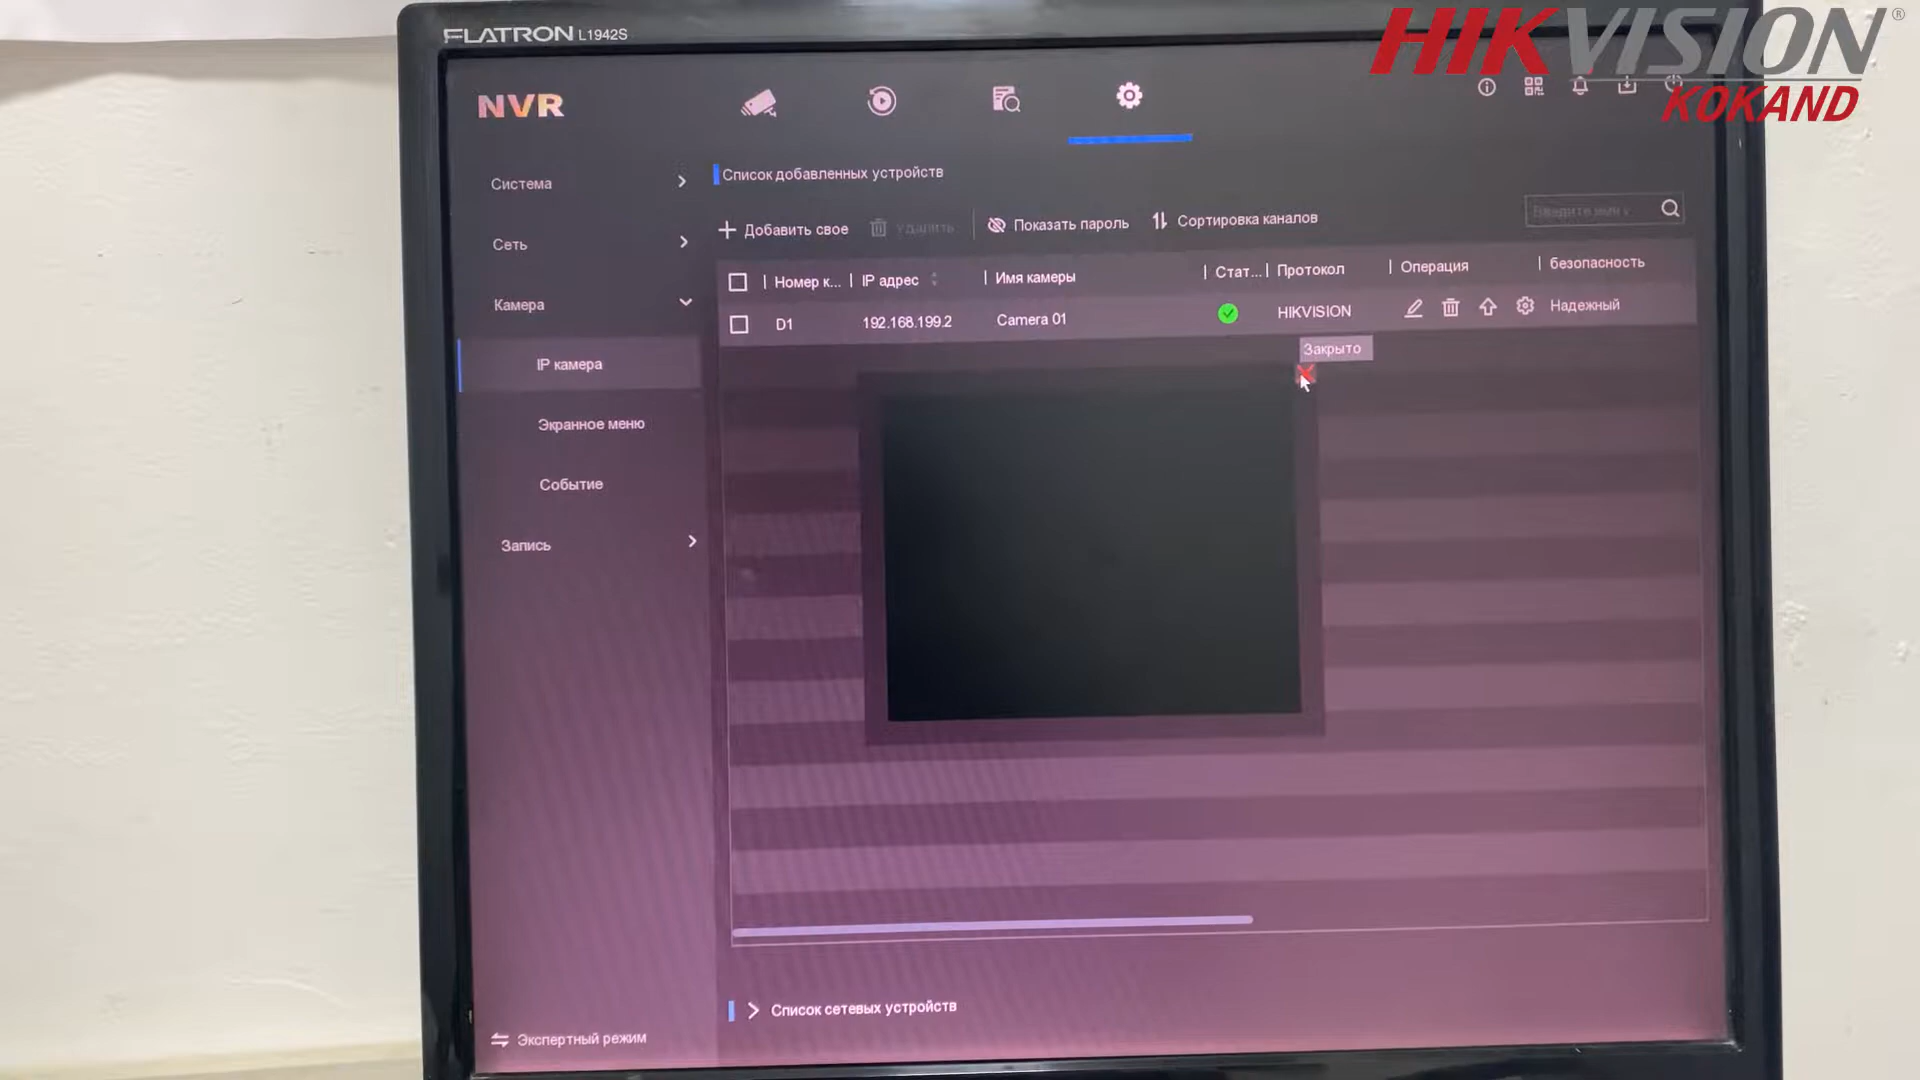 FLATRON L1942S
HIKVISION®
KOKAND
NVR
Система
Сеть
Камера
IP камера
Экранное меню
Событие
Запись
Экспертный режим
Список добавленных устройств
Добавить свое
Удалить
Показать пароль
Сортировка каналов
Номер к... | IP адрес | Имя камеры | Стат... | Протокол | Операция | безопасность
D1 192.168.199.2 Camera 01 HIKVISION Надежный
Закрыто
Список сетевых устройств